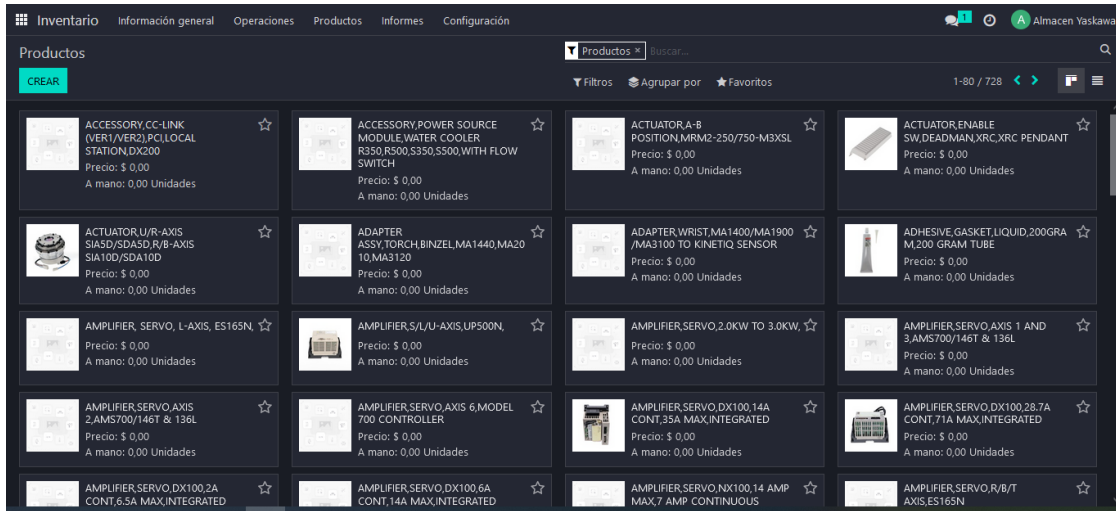 Inventario Información general Operaciones Productos Informes Configuración 1 A Almacen Yaskawa
Productos
Productos × Buscar...
CREAR
Filtros Agrupar por Favoritos 1-80 / 728
ACCESSORY,CC-LINK
(VER1/VER2),PCI,LOCAL
STATION,DX200
Precio: $ 0,00
A mano: 0,00 Unidades
ACCESSORY,POWER SOURCE
MODULE,WATER COOLER
R350,R500,S350,S500,WITH FLOW
SWITCH
Precio: $ 0,00
A mano: 0,00 Unidades
ACTUATOR,A-B
POSITION,MRM2-250/750-M3XSL
Precio: $ 0,00
A mano: 0,00 Unidades
ACTUATOR,ENABLE
SW,DEADMAN,XRC,XRC PENDANT
Precio: $ 0,00
A mano: 0,00 Unidades
ACTUATOR,U/R-AXIS
SIA5D/SDA5D,R/B-AXIS
SIA10D/SDA10D
Precio: $ 0,00
A mano: 0,00 Unidades
ADAPTER
ASSY,TORCH,BINZEL,MA1440,MA20
10,MA3120
Precio: $ 0,00
A mano: 0,00 Unidades
ADAPTER,WRIST,MA1400/MA1900
/MA3100 TO KINETIQ SENSOR
Precio: $ 0,00
A mano: 0,00 Unidades
ADHESIVE,GASKET,LIQUID,200GRA
M,200 GRAM TUBE
Precio: $ 0,00
A mano: 0,00 Unidades
AMPLIFIER, SERVO, L-AXIS, ES165N,
Precio: $ 0,00
A mano: 0,00 Unidades
AMPLIFIER,S/L/U-AXIS,UP500N,
Precio: $ 0,00
A mano: 0,00 Unidades
AMPLIFIER,SERVO,2.0KW TO 3.0KW,
Precio: $ 0,00
A mano: 0,00 Unidades
AMPLIFIER,SERVO,AXIS 1 AND
3,AMS700/146T & 136L
Precio: $ 0,00
A mano: 0,00 Unidades
AMPLIFIER,SERVO,AXIS
2,AMS700/146T & 136L
Precio: $ 0,00
A mano: 0,00 Unidades
AMPLIFIER,SERVO,AXIS 6,MODEL
700 CONTROLLER
Precio: $ 0,00
A mano: 0,00 Unidades
AMPLIFIER,SERVO,DX100,14A
CONT,35A MAX,INTEGRATED
Precio: $ 0,00
A mano: 0,00 Unidades
AMPLIFIER,SERVO,DX100,28.7A
CONT,71A MAX,INTEGRATED
Precio: $ 0,00
A mano: 0,00 Unidades
AMPLIFIER,SERVO,DX100,2A
CONT,6.5A MAX,INTEGRATED
AMPLIFIER,SERVO,DX100,6A
CONT,14A MAX,INTEGRATED
AMPLIFIER,SERVO,NX100,14 AMP
MAX,7 AMP CONTINUOUS
AMPLIFIER,SERVO,R/B/T
AXIS,ES165N